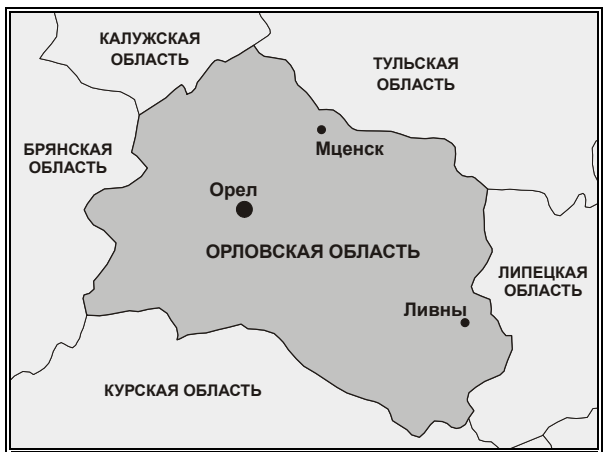 КАЛУЖСКАЯ
ОБЛАСТЬ
ТУЛЬСКАЯ
ОБЛАСТЬ
БРЯНСКАЯ
ОБЛАСТЬ
Мценск
Орел
ОРЛОВСКАЯ ОБЛАСТЬ
ЛИПЕЦКАЯ
ОБЛАСТЬ
Ливны
КУРСКАЯ ОБЛАСТЬ